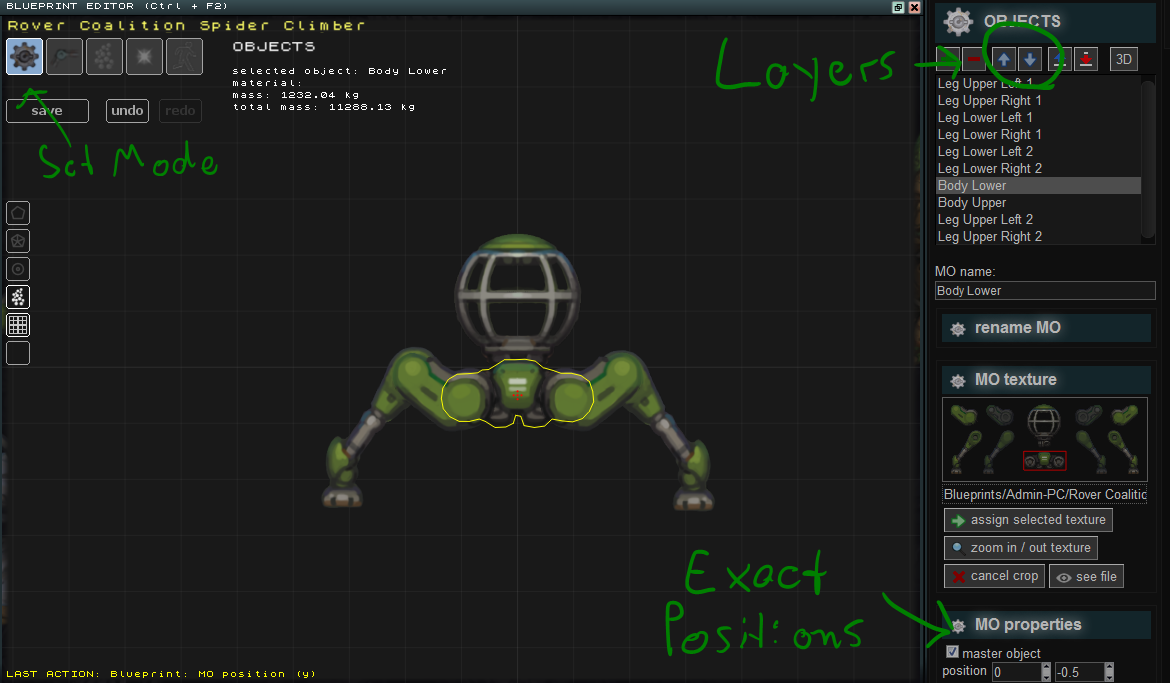 BLUEPRINT EDITOR (Ctrl + F2)
Rover Coalition Spider Climber
OBJECTS
selected object: Body Lower
material:
mass: 1232.04 kg
total mass: 11288.13 kg
save
undo
redo
Set Mode
Layers
Exact
Positions
LAST ACTION: Blueprint: MO position (y)
OBJECTS
3D
Leg Upper Left 1
Leg Upper Right 1
Leg Lower Left 1
Leg Lower Right 1
Leg Lower Left 2
Leg Lower Right 2
Body Lower
Body Upper
Leg Upper Left 2
Leg Upper Right 2
MO name:
Body Lower
rename MO
MO texture
Blueprints/Admin-PC/Rover Coalitic
assign selected texture
zoom in / out texture
cancel crop
see file
MO properties
master object
position 0 -0.5